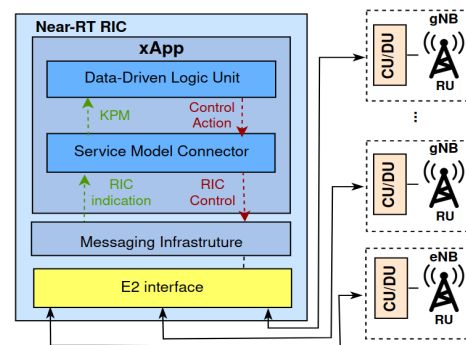 Near-RT RIC
xApp
Data-Driven Logic Unit
KPM
Control
Action
Service Model Connector
RIC
indication
RIC
Control
Messaging Infrastruture
E2 interface
gNB
CU/DU
RU
...
gNB
CU/DU
RU
eNB
CU/DU
RU